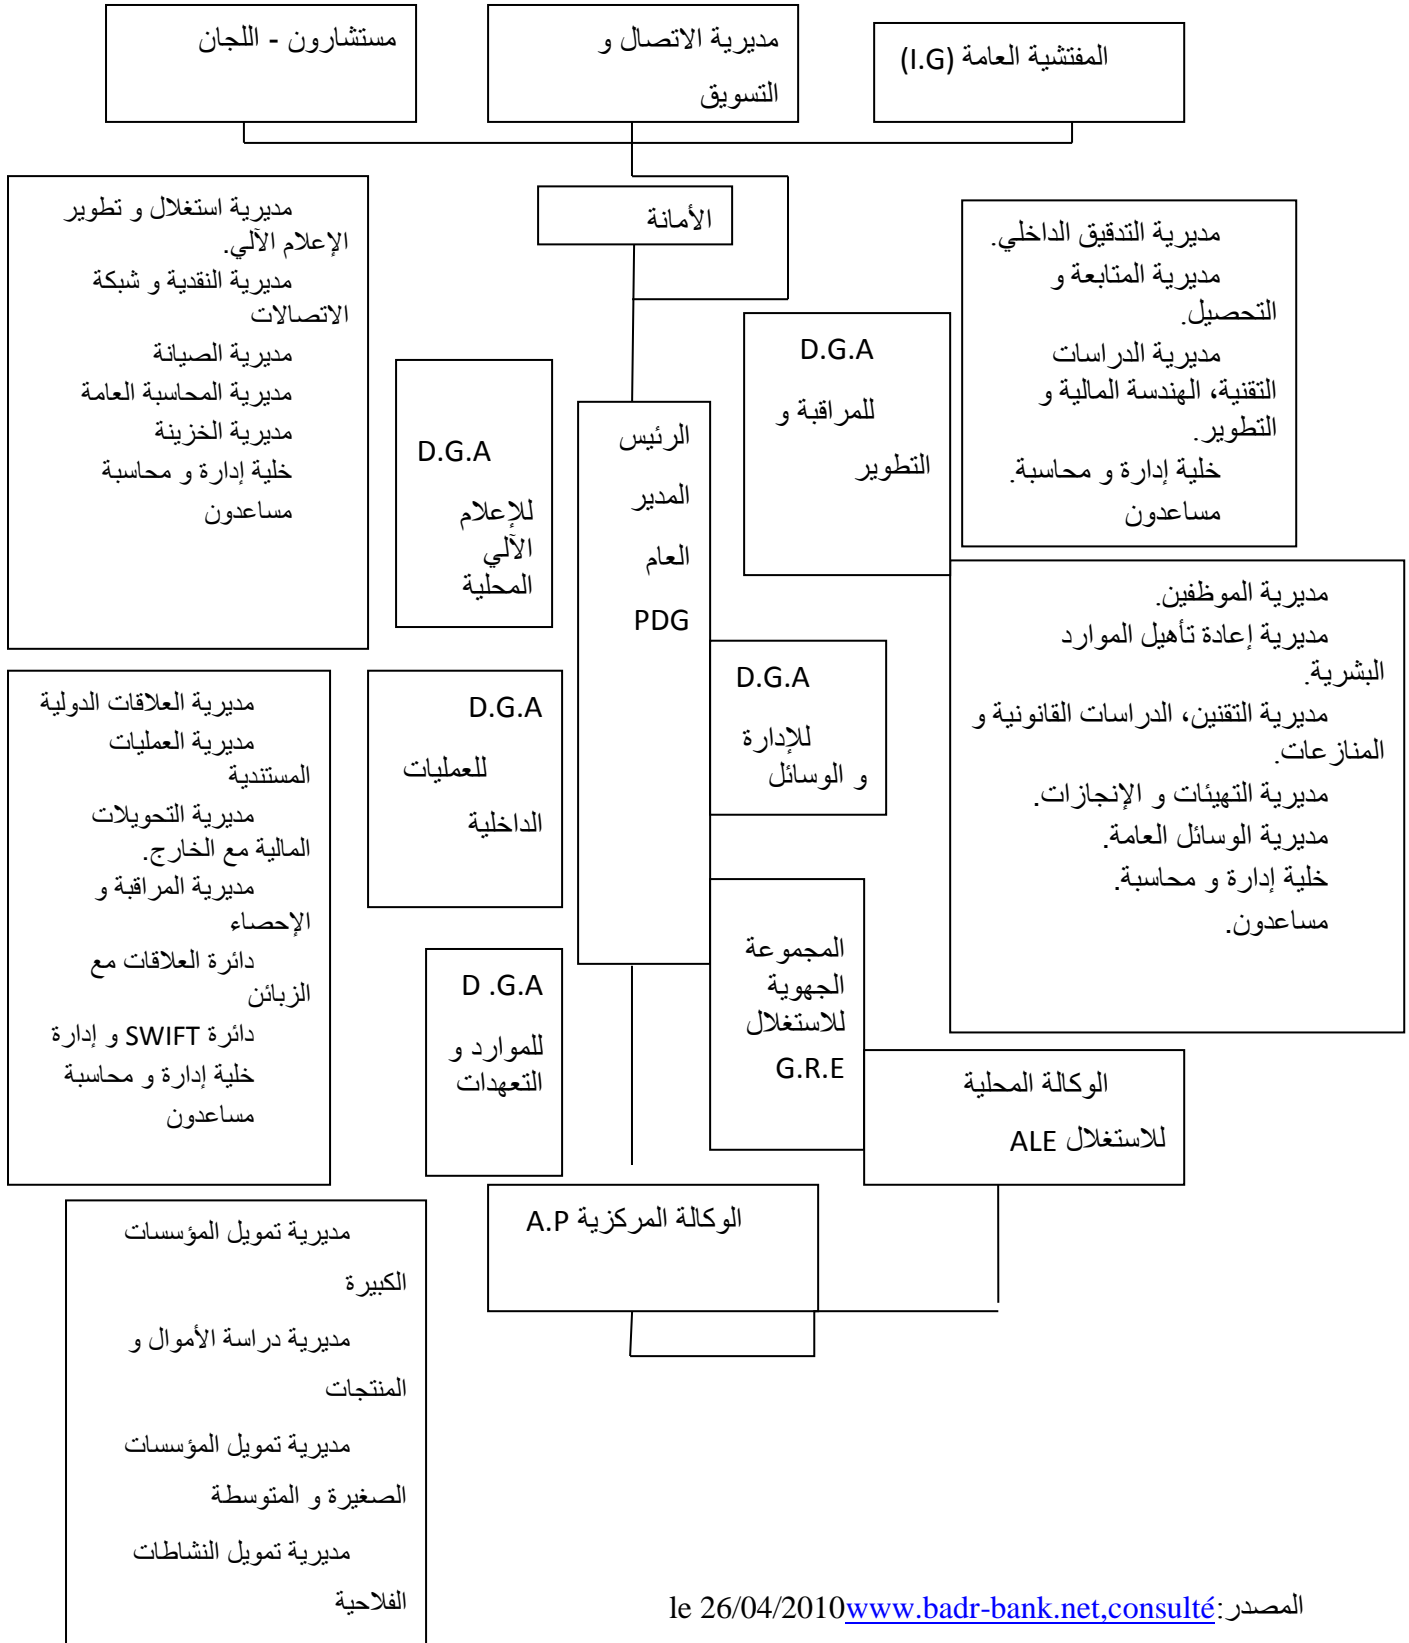 المفتشية العامة (I.G)
مديرية الاتصال و
التسويق
مستشارون - اللجان
الأمانة
مديرية التدقيق الداخلي.
مديرية المتابعة و
التحصيل.
مديرية الدراسات
التقنية، الهندسة المالية و
التطوير.
خلية إدارة و محاسبة.
مساعدون
D.G.A
للمراقبة و
التطوير
الرئيس
المدير
العام
PDG
D.G.A
للإعلام
الآلي
المحلية
مديرية استغلال و تطوير
الإعلام الآلي.
مديرية النقدية و شبكة
الاتصالات
مديرية الصيانة
مديرية المحاسبة العامة
مديرية الخزينة
خلية إدارة و محاسبة
مساعدون
مديرية الموظفين.
مديرية إعادة تأهيل الموارد
البشرية.
مديرية التقنين، الدراسات القانونية و
المنازعات.
مديرية التهيئات و الإنجازات.
مديرية الوسائل العامة.
خلية إدارة و محاسبة.
مساعدون.
D.G.A
للإدارة
و الوسائل
D.G.A
للعمليات
الداخلية
مديرية العلاقات الدولية
مديرية العمليات
المستندية
مديرية التحويلات
المالية مع الخارج.
مديرية المراقبة و
الإحصاء
دائرة العلاقات مع
الزبائن
دائرة SWIFT و إدارة
خلية إدارة و محاسبة
مساعدون
المجموعة
الجهوية
للاستغلال
G.R.E
D .G.A
للموارد و
التعهدات
الوكالة المحلية
للاستغلال ALE
الوكالة المركزية A.P
مديرية تمويل المؤسسات
الكبيرة
مديرية دراسة الأموال و
المنتجات
مديرية تمويل المؤسسات
الصغيرة و المتوسطة
مديرية تمويل النشاطات
الفلاحية
المصدر:www.badr-bank.net,consulté le 26/04/2010